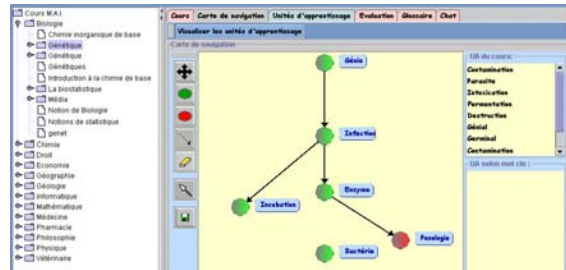 Cours M.A.I.
Biologie
Chimie inorganique de base
Génétique
Génétique
Génétiques
Introduction à la chimie de base
La biostatistique
Média
Notion de Biologie
Notions de statistique
genet
Chimie
Droit
Economie
Géographie
Géologie
Informatique
Mathématique
Médecine
Pharmacie
Philosophie
Physique
Vétérinaire
Cours
Carte de navigation
Unités d'apprentissage
Evaluation
Glossaire
Chat
Visualiser les unités d'apprentissage
Carte de navigation
Génie
Infection
Incubation
Enzyme
Posologie
Bactérie
UA du cours:
Contamination
Parasite
Intoxication
Fermentation
Destruction
Génial
Germinal
Contamination
UA selon mot cle :